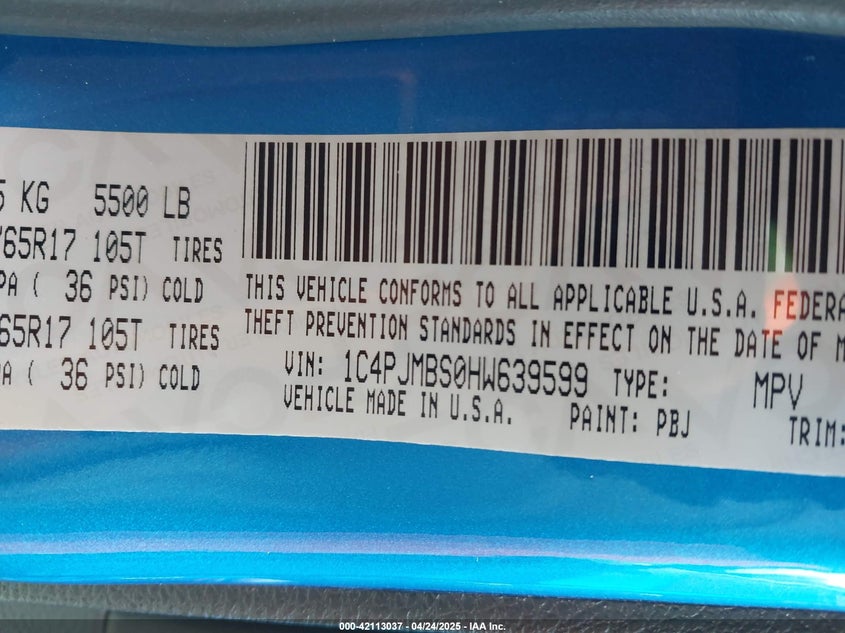 5 KG 5500 LB
65R17 105T TIRES
PA ( 36 PSI) COLD
65R17 105T TIRES
PA ( 36 PSI) COLD
THIS VEHICLE CONFORMS TO ALL APPLICABLE U.S.A. FEDERA
THEFT PREVENTION STANDARDS IN EFFECT ON THE DATE OF M
VIN: 1C4PJMBS0HW639599 TYPE: MPV
VEHICLE MADE IN U.S.A. PAINT: PBJ TRIM:
000-42113037 - 04/24/2025 - IAA Inc.